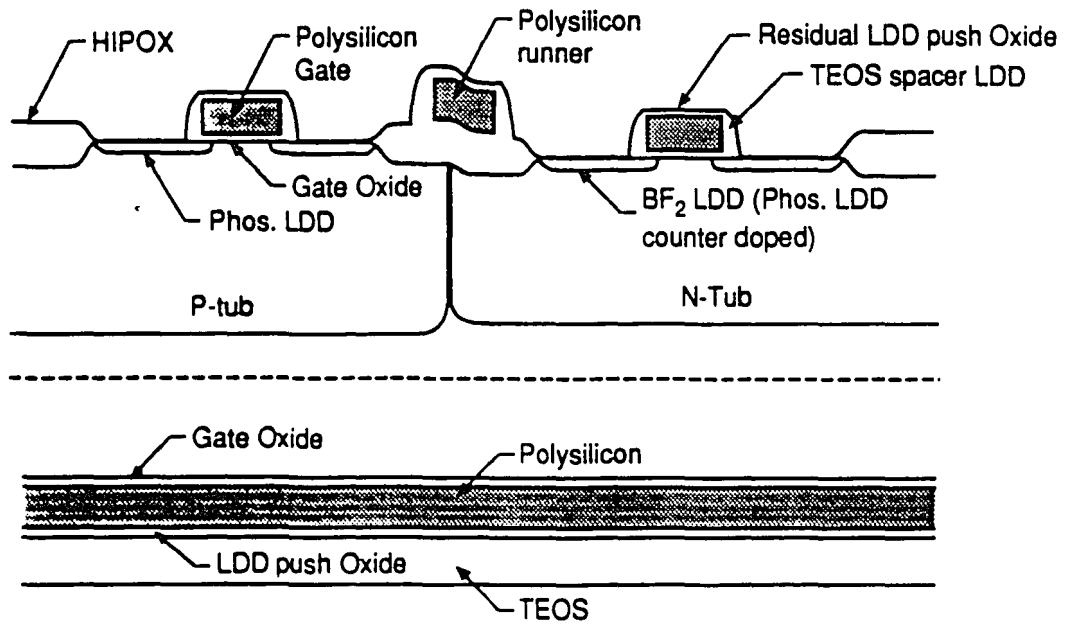 HIPOX
Polysilicon
Gate
Polysilicon
runner
Residual LDD push Oxide
TEOS spacer LDD
Gate Oxide
Phos. LDD
BF₂ LDD (Phos. LDD
counter doped)
P-tub
N-Tub
Gate Oxide
Polysilicon
LDD push Oxide
TEOS